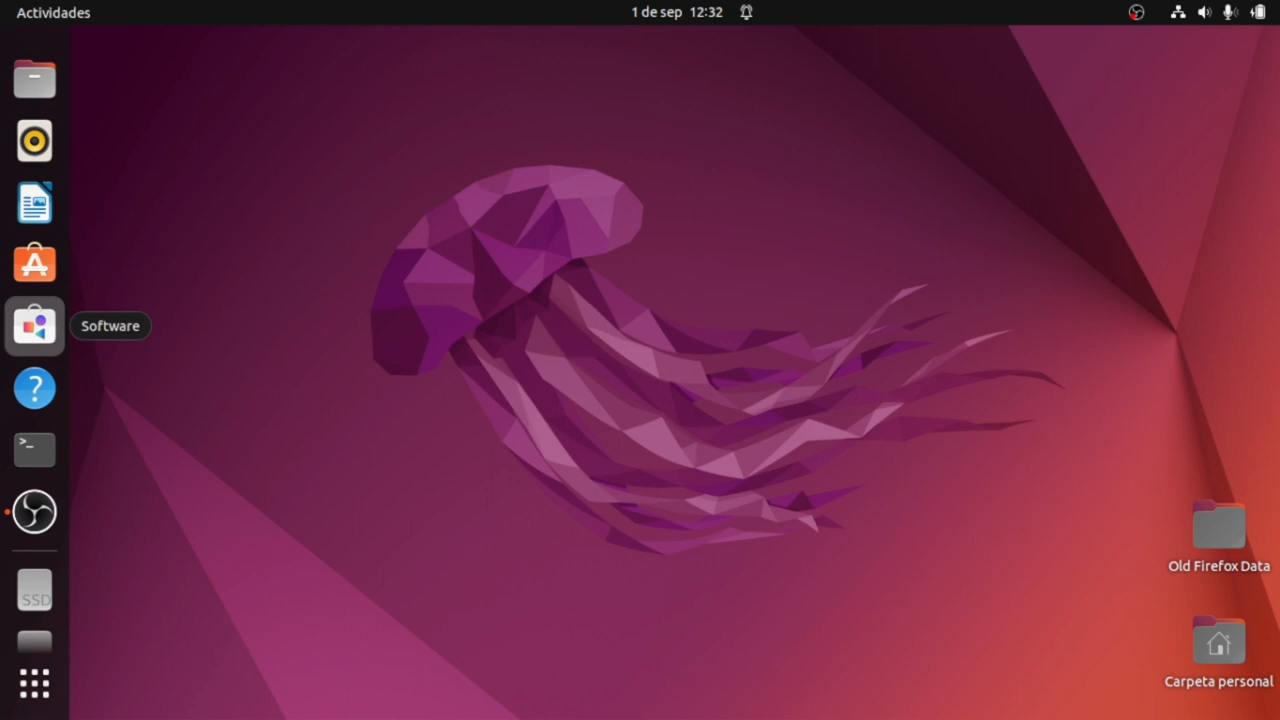 Actividades
1 de sep 12:32
Software
?
>_
SSD
Old Firefox Data
Carpeta personal